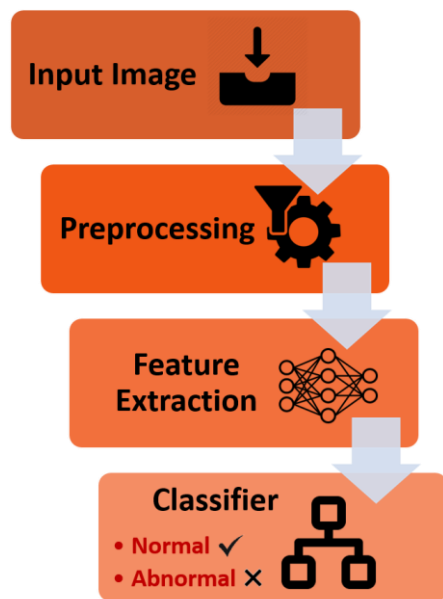 Input Image
Preprocessing
Feature
Extraction
Classifier
• Normal ✓
• Abnormal ✕